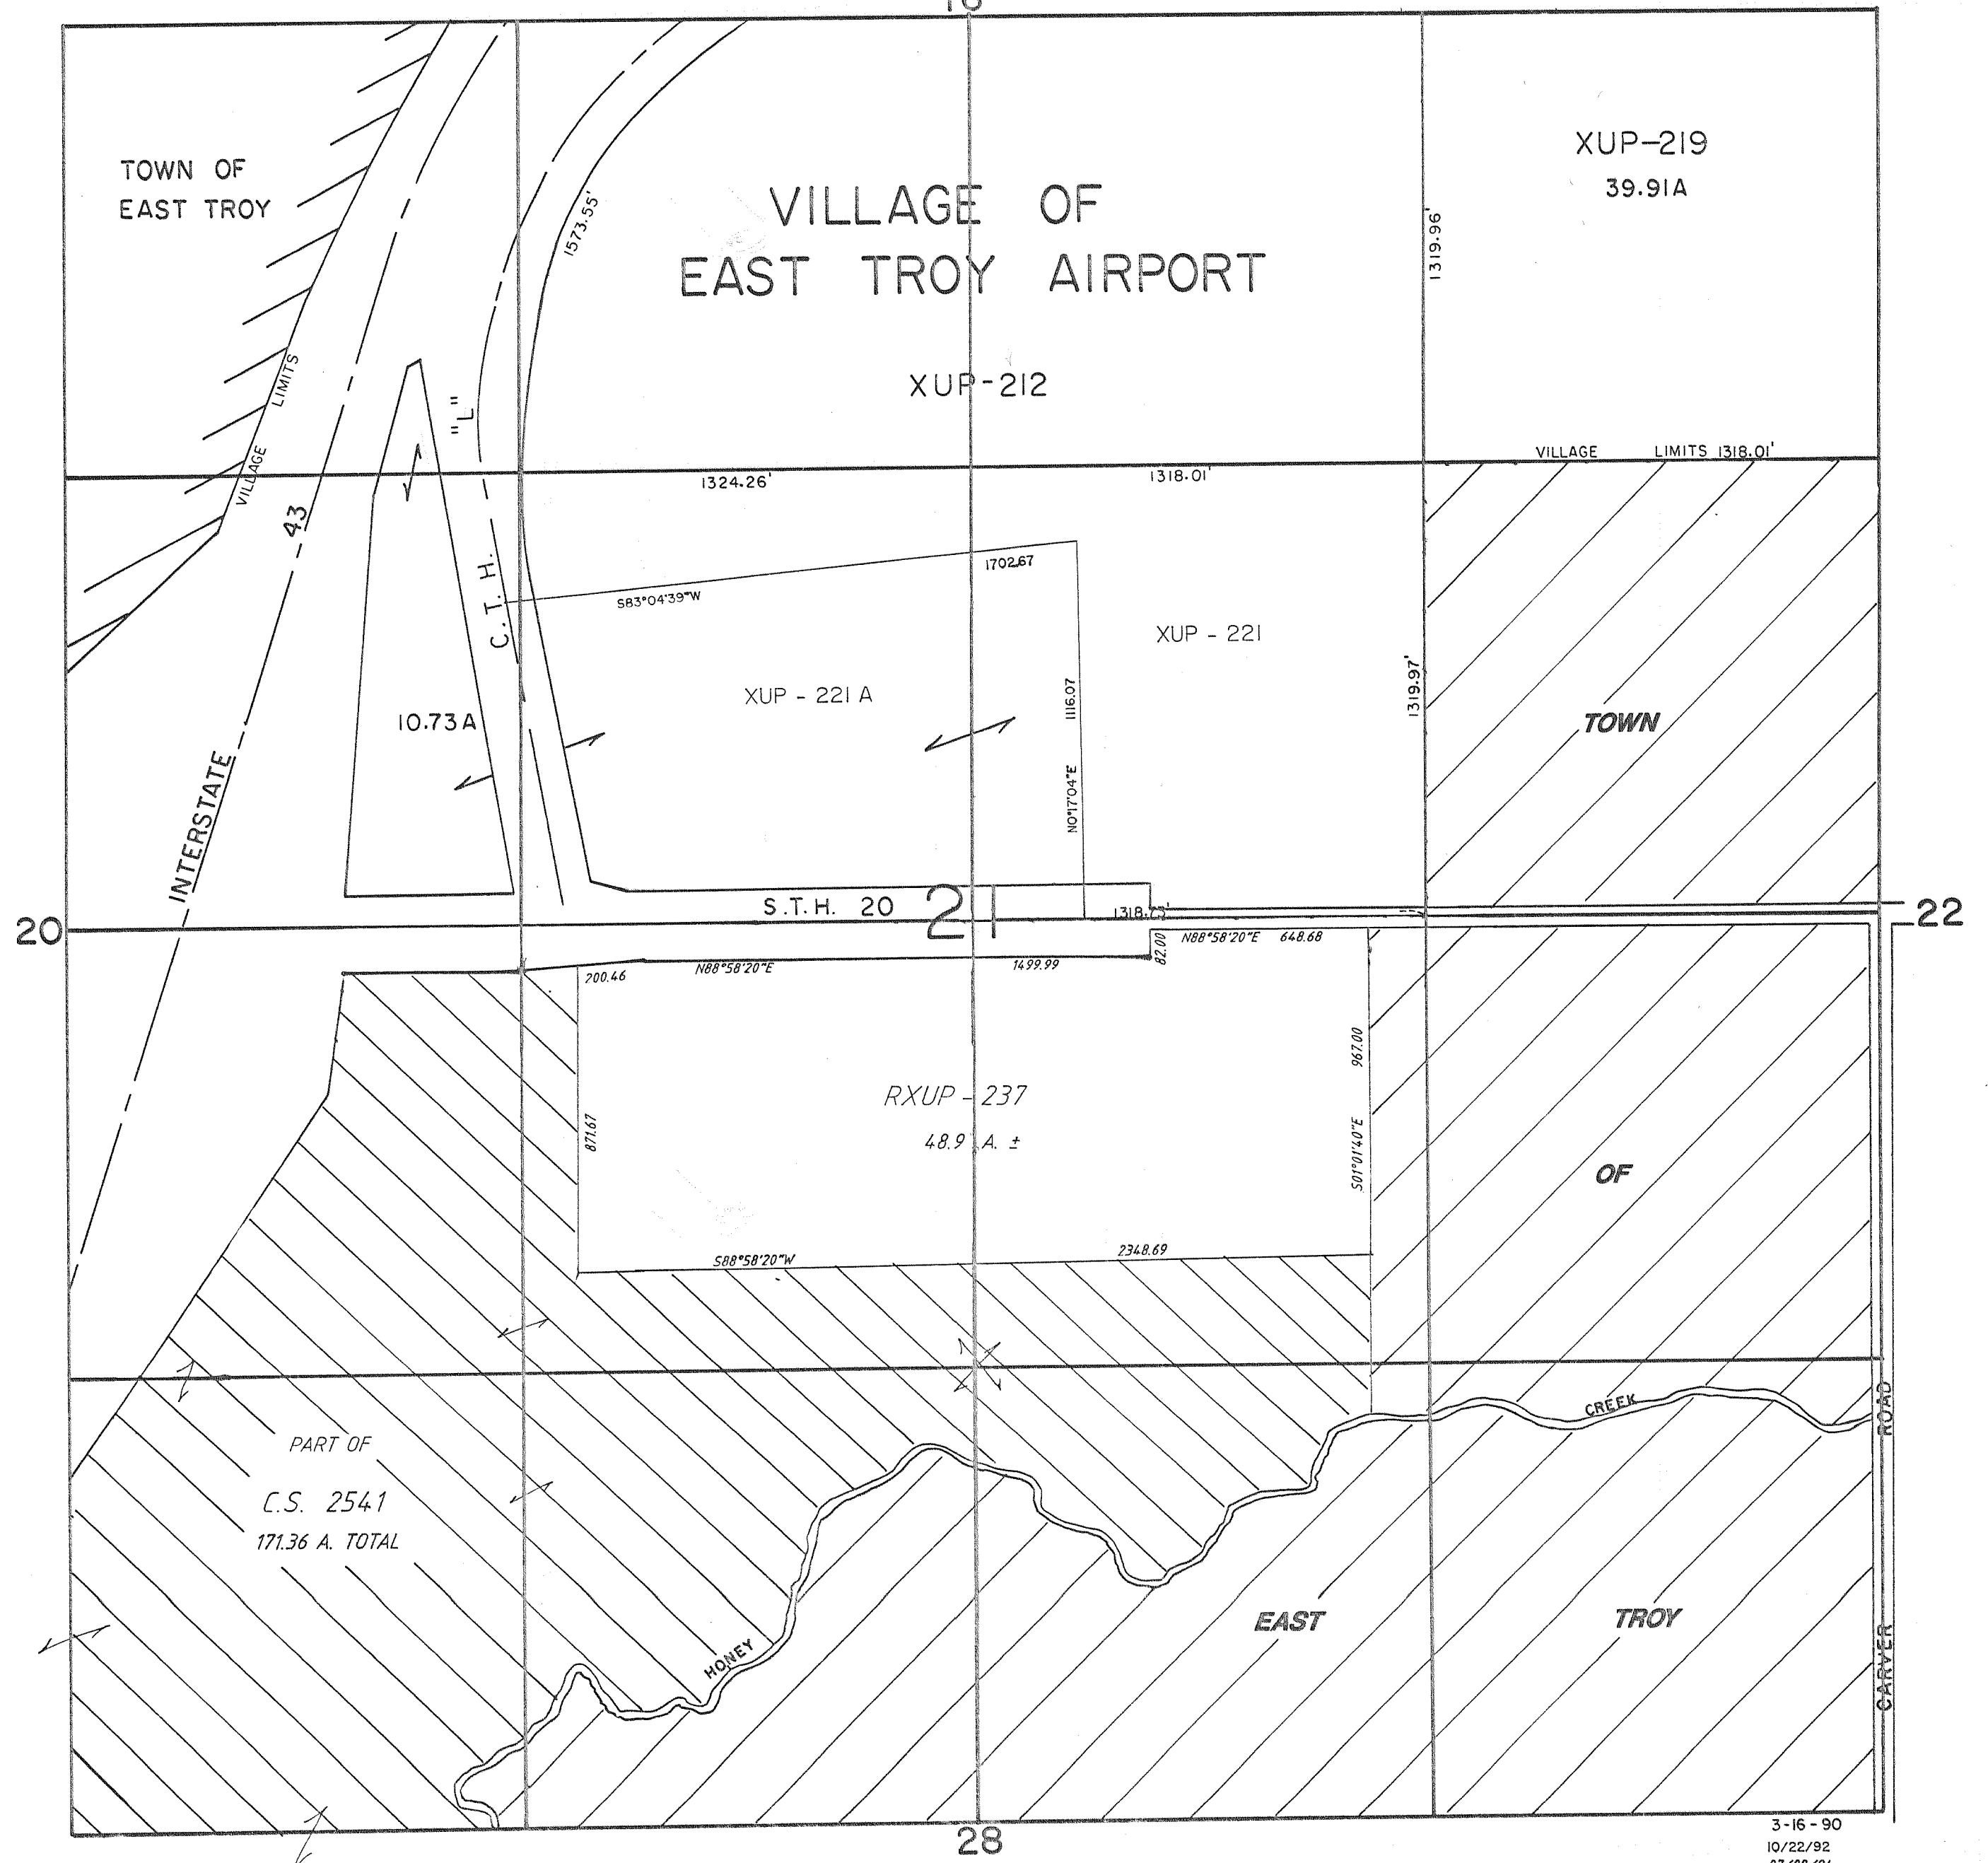 TOWN OF
EAST TROY
VILLAGE OF
EAST TROY AIRPORT
XUP-212
XUP-219
39.91A
1573.55'
1319.96'
VILLAGE LIMITS
"L"
C.T.H.
43
INTERSTATE
VILLAGE LIMITS 1318.01'
1324.26'
1318.01'
1702.67
S83°04'39"W
XUP - 221
XUP - 221 A
10.73A
1116.07
N0°17'04"E
1319.97'
TOWN
S.T.H. 20
20
21
22
N88°58'20"E 648.68
82.00
200.46
N88°58'20"E
1499.99
RXUP - 237
48.9 A. ±
871.67
967.00
S01°01'40"E
S88°58'20"W
2348.69
OF
PART OF
C.S. 2541
171.36 A. TOTAL
HONEY
CREEK
EAST
TROY
CARVER ROAD
28
3-16-90
10/22/92